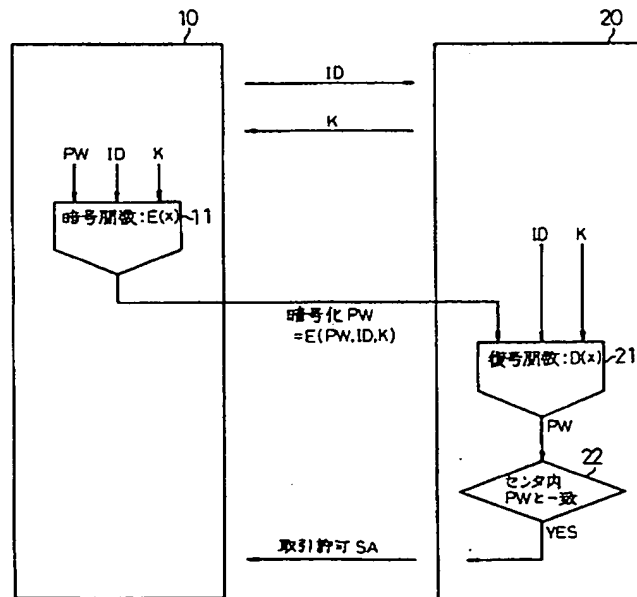 10
20
ID
K
PW
ID
K
暗号関数:E(x)
11
ID
K
暗号化PW
=E(PW,ID,K)
復号関数:D(x)
21
PW
22
センタ内
PWと一致
YES
取引許可 SA